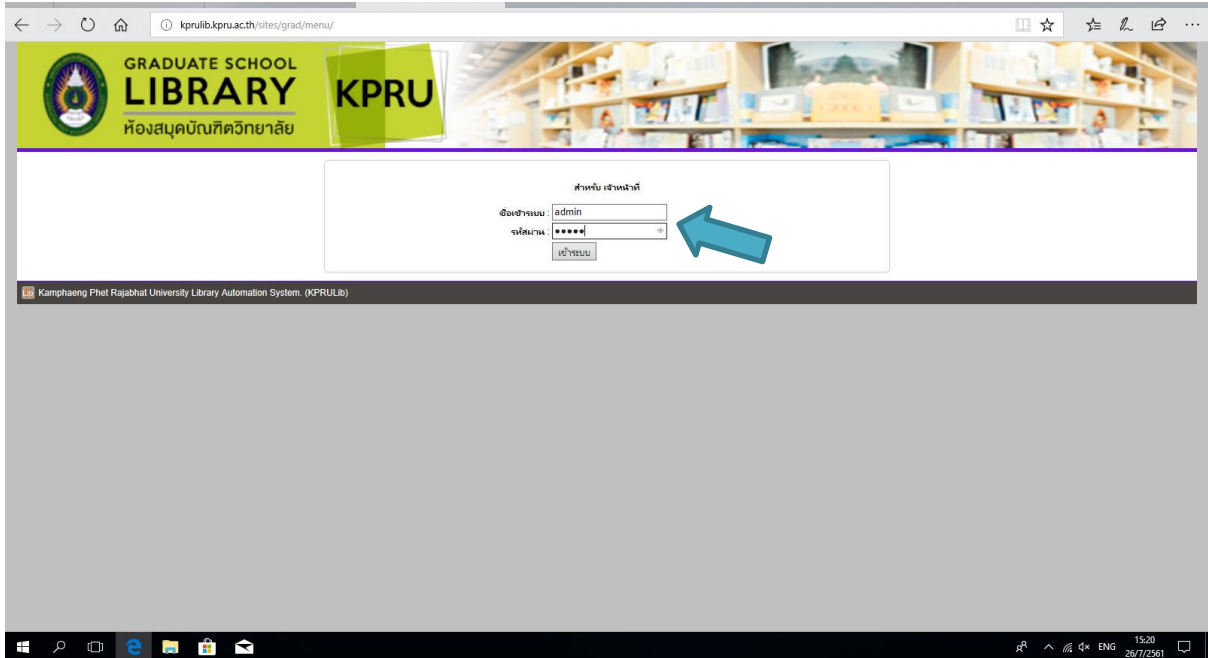 kprulib.kpru.ac.th/sites/grad/menu/
GRADUATE SCHOOL
LIBRARY
ห้องสมุดบัณฑิตวิทยาลัย
KPRU
สำหรับ เจ้าหน้าที่
ชื่อเข้าระบบ : admin
รหัสผ่าน : •••••
เข้าระบบ
Lib Kamphaeng Phet Rajabhat University Library Automation System. (KPRULib)
ENG
15:20
26/7/2561